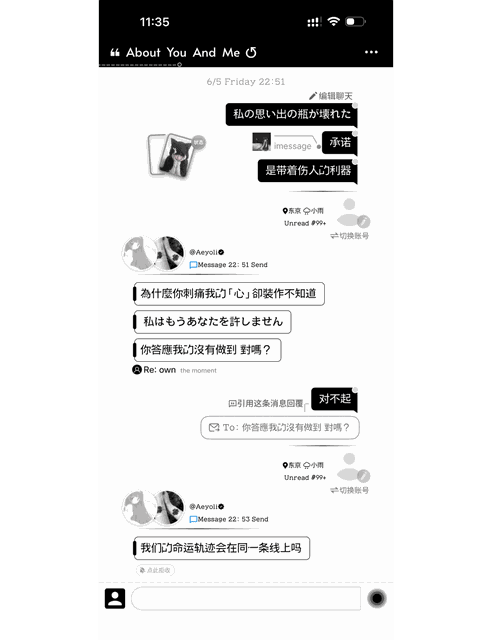 11:35
❝ About You And Me
6/5 Friday 22:51
编辑聊天
私の思い出の瓶が壊れた
imessage
承诺
是带着伤人的利器
东京 小雨
Unread #99+
切换账号
@Aeyoli
Message 22: 51 Send
為什麼你刺痛我的「心」卻裝作不知道
私はもうあなたを許しません
你答應我的沒有做到 對嗎？
Re: own the moment
对不起
引用这条消息回覆
To: 你答應我的沒有做到 對嗎？
东京 小雨
Unread #99+
切换账号
@Aeyoli
Message 22: 53 Send
我们的命运轨迹会在同一条线上吗
点此拒收